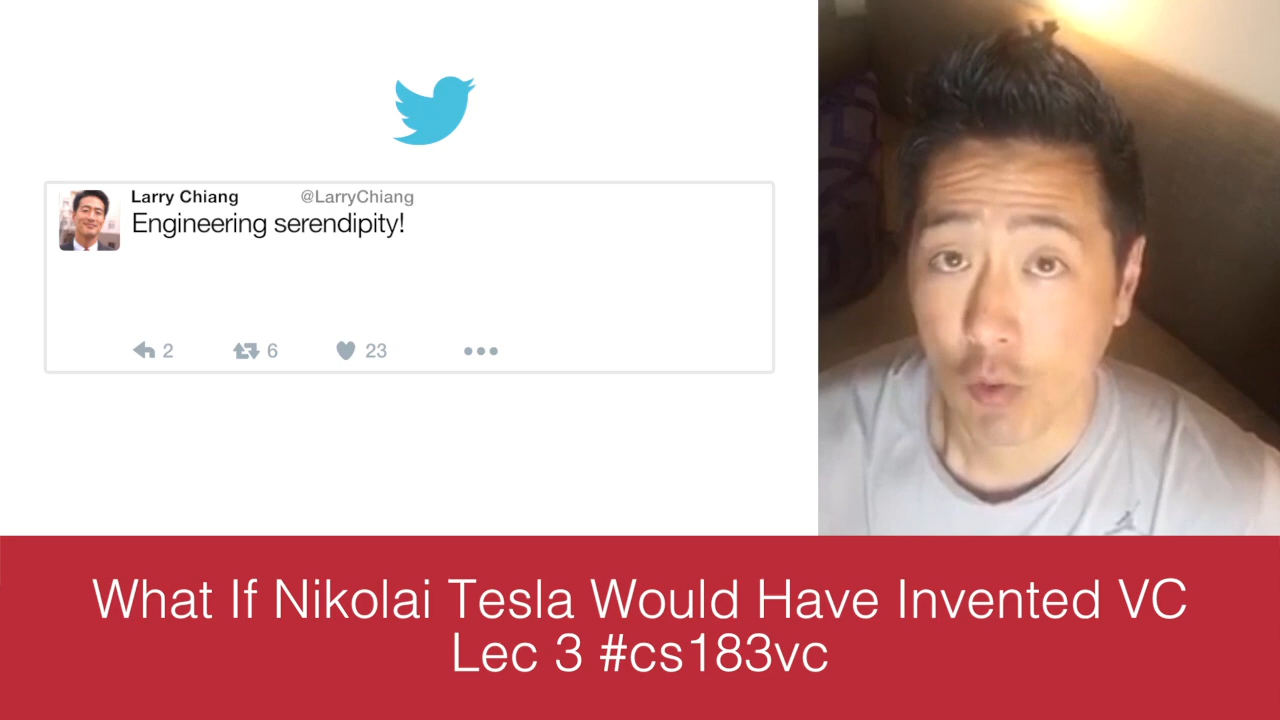 Larry Chiang @LarryChiang
Engineering serendipity!
2 6 23
What If Nikolai Tesla Would Have Invented VC
Lec 3 #cs183vc